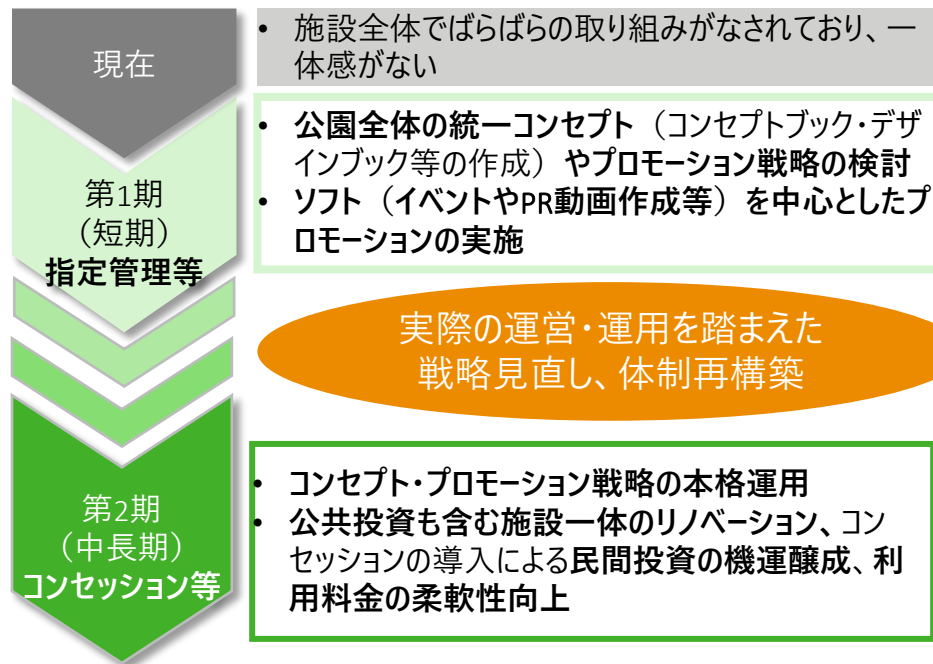 現在
• 施設全体でばらばらの取り組みがなされており、一
体感がない
第1期
（短期）
指定管理等
• 公園全体の統一コンセプト（コンセプトブック・デザ
インブック等の作成）やプロモーション戦略の検討
• ソフト（イベントやPR動画作成等）を中心としたプ
ロモーションの実施
実際の運営・運用を踏まえた
戦略見直し、体制再構築
第2期
（中長期）
コンセッション等
• コンセプト・プロモーション戦略の本格運用
• 公共投資も含む施設一体のリノベーション、コン
セッションの導入による民間投資の機運醸成、利
用料金の柔軟性向上